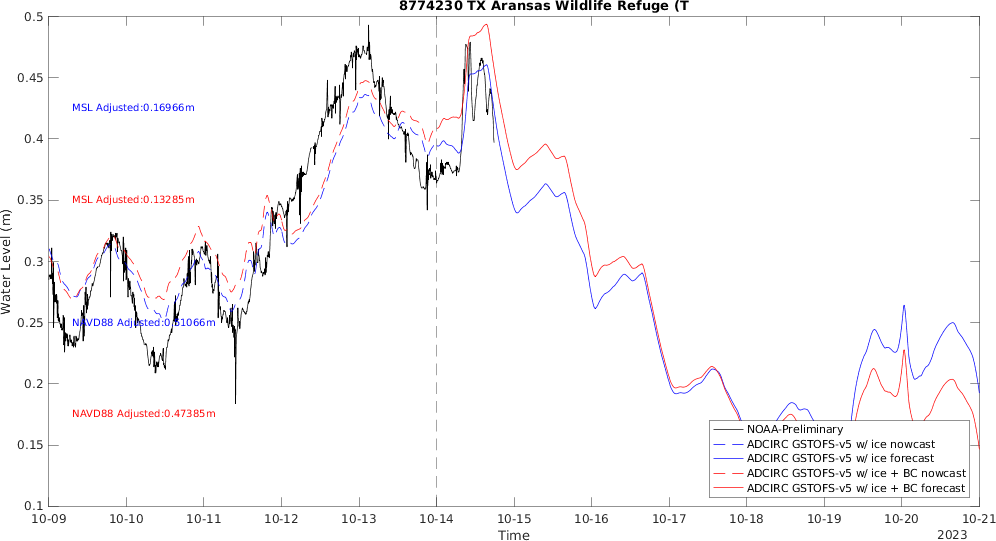 8774230 TX Aransas Wildlife Refuge (T
0.5
0.45
0.4
0.35
0.3
0.25
0.2
0.15
0.1
Water Level (m)
MSL Adjusted:0.16966m
MSL Adjusted:0.13285m
NAVD88 Adjusted:0.51066m
NAVD88 Adjusted:0.47385m
NOAA-Preliminary
ADCIRC GSTOFS-v5 w/ ice nowcast
ADCIRC GSTOFS-v5 w/ ice forecast
ADCIRC GSTOFS-v5 w/ ice + BC nowcast
ADCIRC GSTOFS-v5 w/ ice + BC forecast
10-09 10-10 10-11 10-12 10-13 10-14 10-15 10-16 10-17 10-18 10-19 10-20 10-21
Time
2023